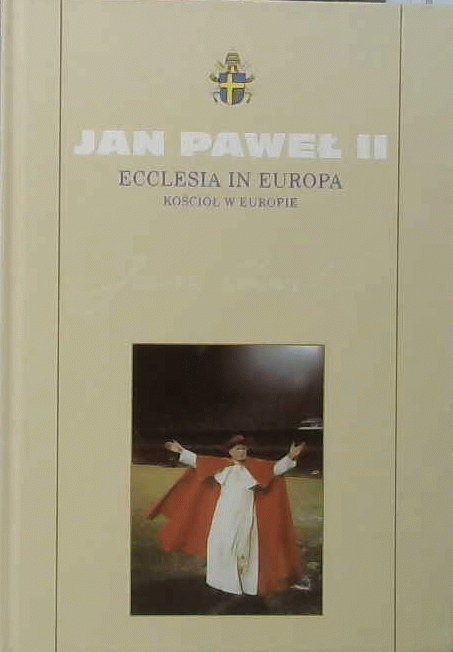 JAN PAWEŁ II
ECCLESIA IN EUROPA
KOŚCIÓŁ W EUROPIE